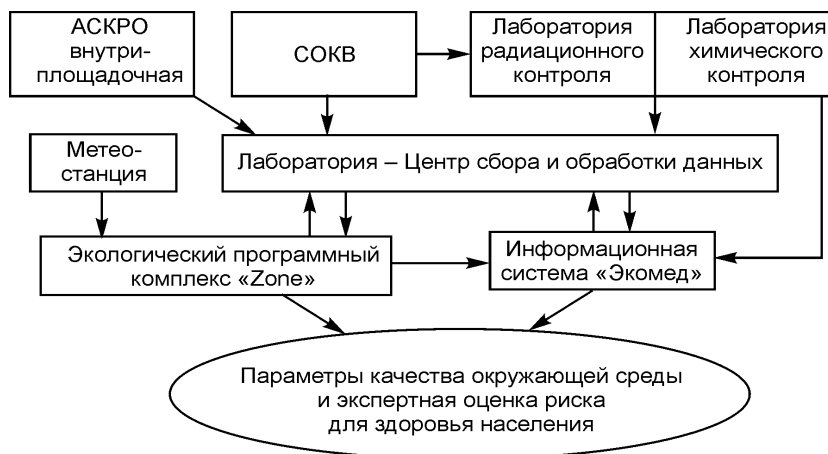 АСКРО
внутри-
площадочная
СОКВ
Лаборатория
радиационного
контроля
Лаборатория
химического
контроля
Метео-
станция
Лаборатория – Центр сбора и обработки данных
Экологический программный
комплекс «Zone»
Информационная
система «Экомед»
Параметры качества окружающей среды
и экспертная оценка риска
для здоровья населения